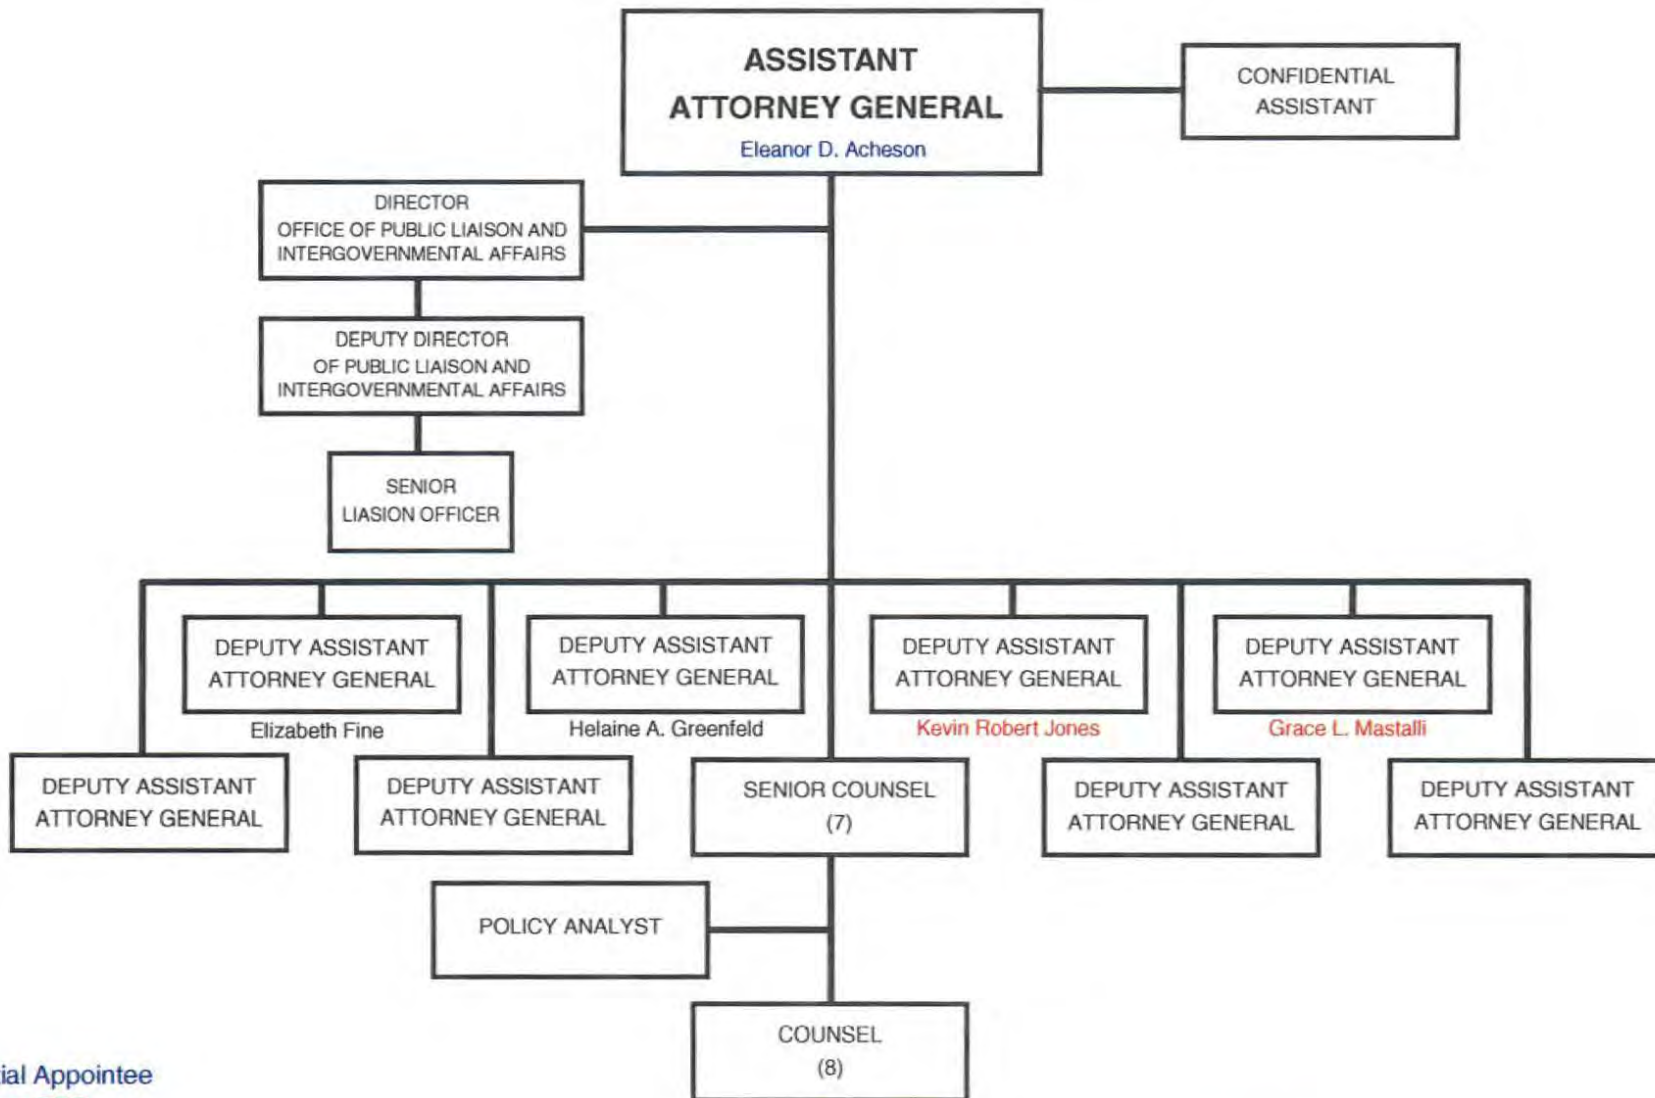 ASSISTANT
ATTORNEY GENERAL
Eleanor D. Acheson
CONFIDENTIAL
ASSISTANT
DIRECTOR
OFFICE OF PUBLIC LIAISON AND
INTERGOVERNMENTAL AFFAIRS
DEPUTY DIRECTOR
OF PUBLIC LIAISON AND
INTERGOVERNMENTAL AFFAIRS
SENIOR
LIASION OFFICER
DEPUTY ASSISTANT
ATTORNEY GENERAL
Elizabeth Fine
DEPUTY ASSISTANT
ATTORNEY GENERAL
Helaine A. Greenfeld
DEPUTY ASSISTANT
ATTORNEY GENERAL
Kevin Robert Jones
DEPUTY ASSISTANT
ATTORNEY GENERAL
Grace L. Mastalli
DEPUTY ASSISTANT
ATTORNEY GENERAL
DEPUTY ASSISTANT
ATTORNEY GENERAL
SENIOR COUNSEL
(7)
DEPUTY ASSISTANT
ATTORNEY GENERAL
DEPUTY ASSISTANT
ATTORNEY GENERAL
POLICY ANALYST
COUNSEL
(8)
Appointee